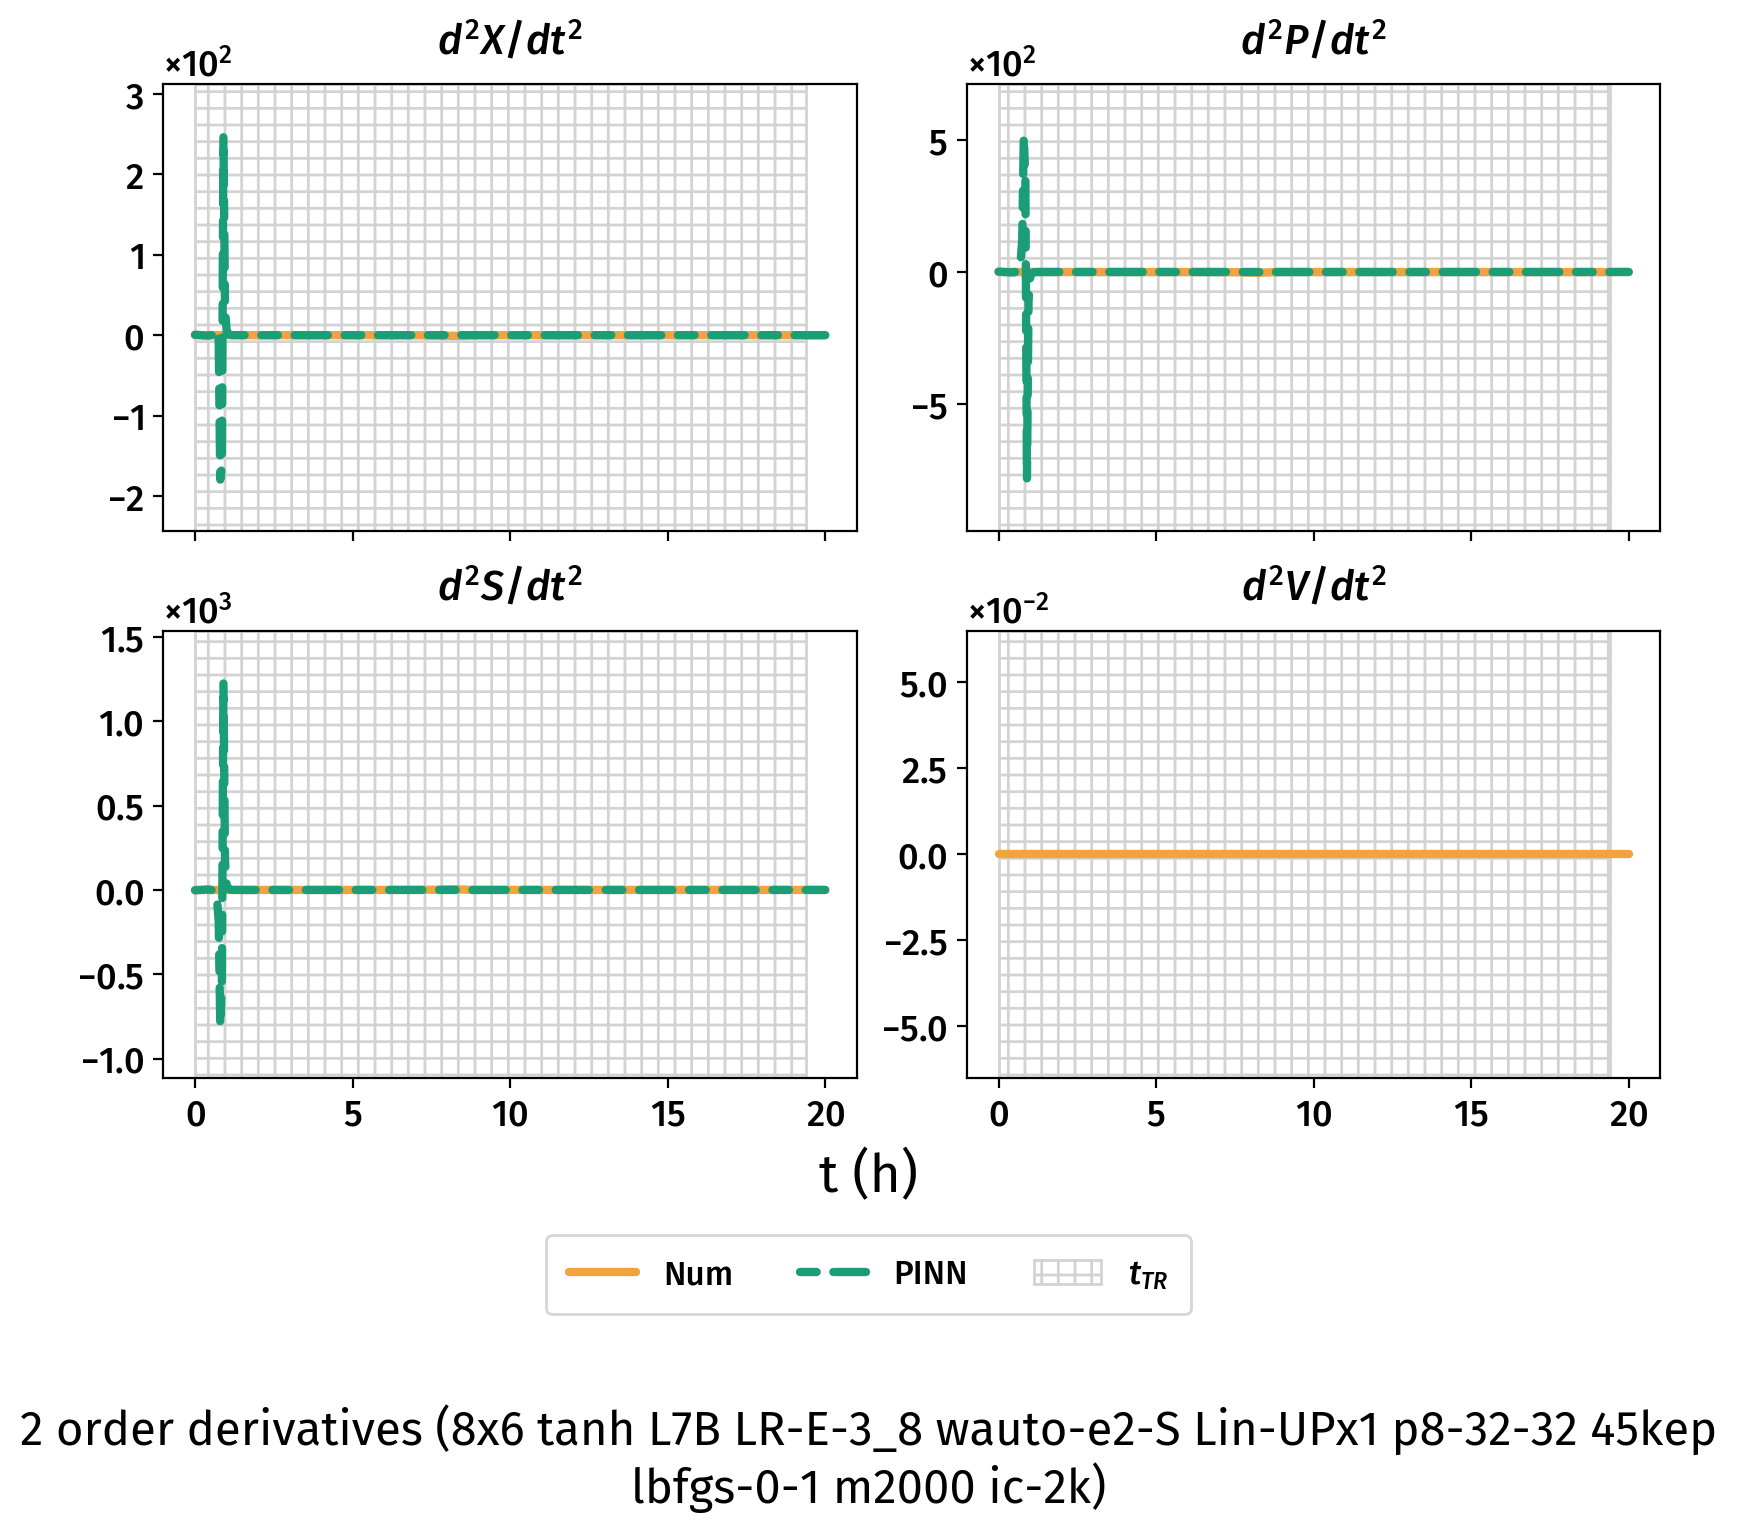 d²X/dt²
×10²
3
2
1
0
−1
−2
d²P/dt²
×10²
5
0
−5
d²S/dt²
×10³
1.5
1.0
0.5
0.0
−0.5
−1.0
0 5 10 15 20
d²V/dt²
×10⁻²
5.0
2.5
0.0
−2.5
−5.0
0 5 10 15 20
t (h)
Num PINN t_TR
2 order derivatives (8x6 tanh L7B LR-E-3_8 wauto-e2-S Lin-UPx1 p8-32-32 45kep
lbfgs-0-1 m2000 ic-2k)